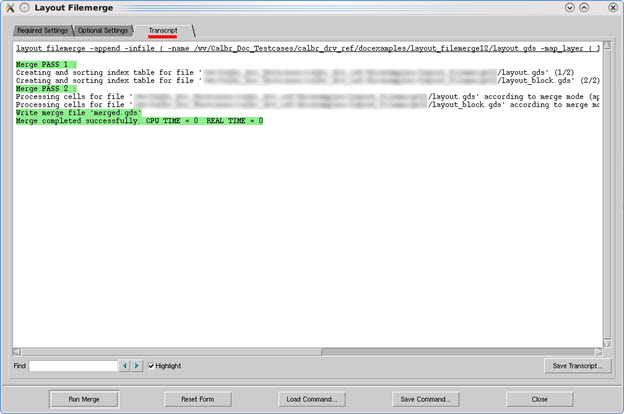 Layout Filemerge
Required Settings Optional Settings Transcript
layout filemerge -append -infile { -name /wv/Calbr_Doc_Testcases/calbr_drv_ref/docexamples/layout_filemerge12/layout.gds -map_layer {
Merge PASS 1 :
Creating and sorting index table for file ' /layout.gds' (1/2)
Creating and sorting index table for file ' /layout_block.gds' (2/2)
Merge PASS 2 :
Processing cells for file ' /layout.gds' according to merge mode (ap
Processing cells for file ' /layout_block.gds' according to merge mo
Write merge file 'merged.gds'
Merge completed successfully. CPU TIME = 0 REAL TIME = 0
Find Highlight Save Transcript...
Run Merge Reset Form Load Command... Save Command... Close